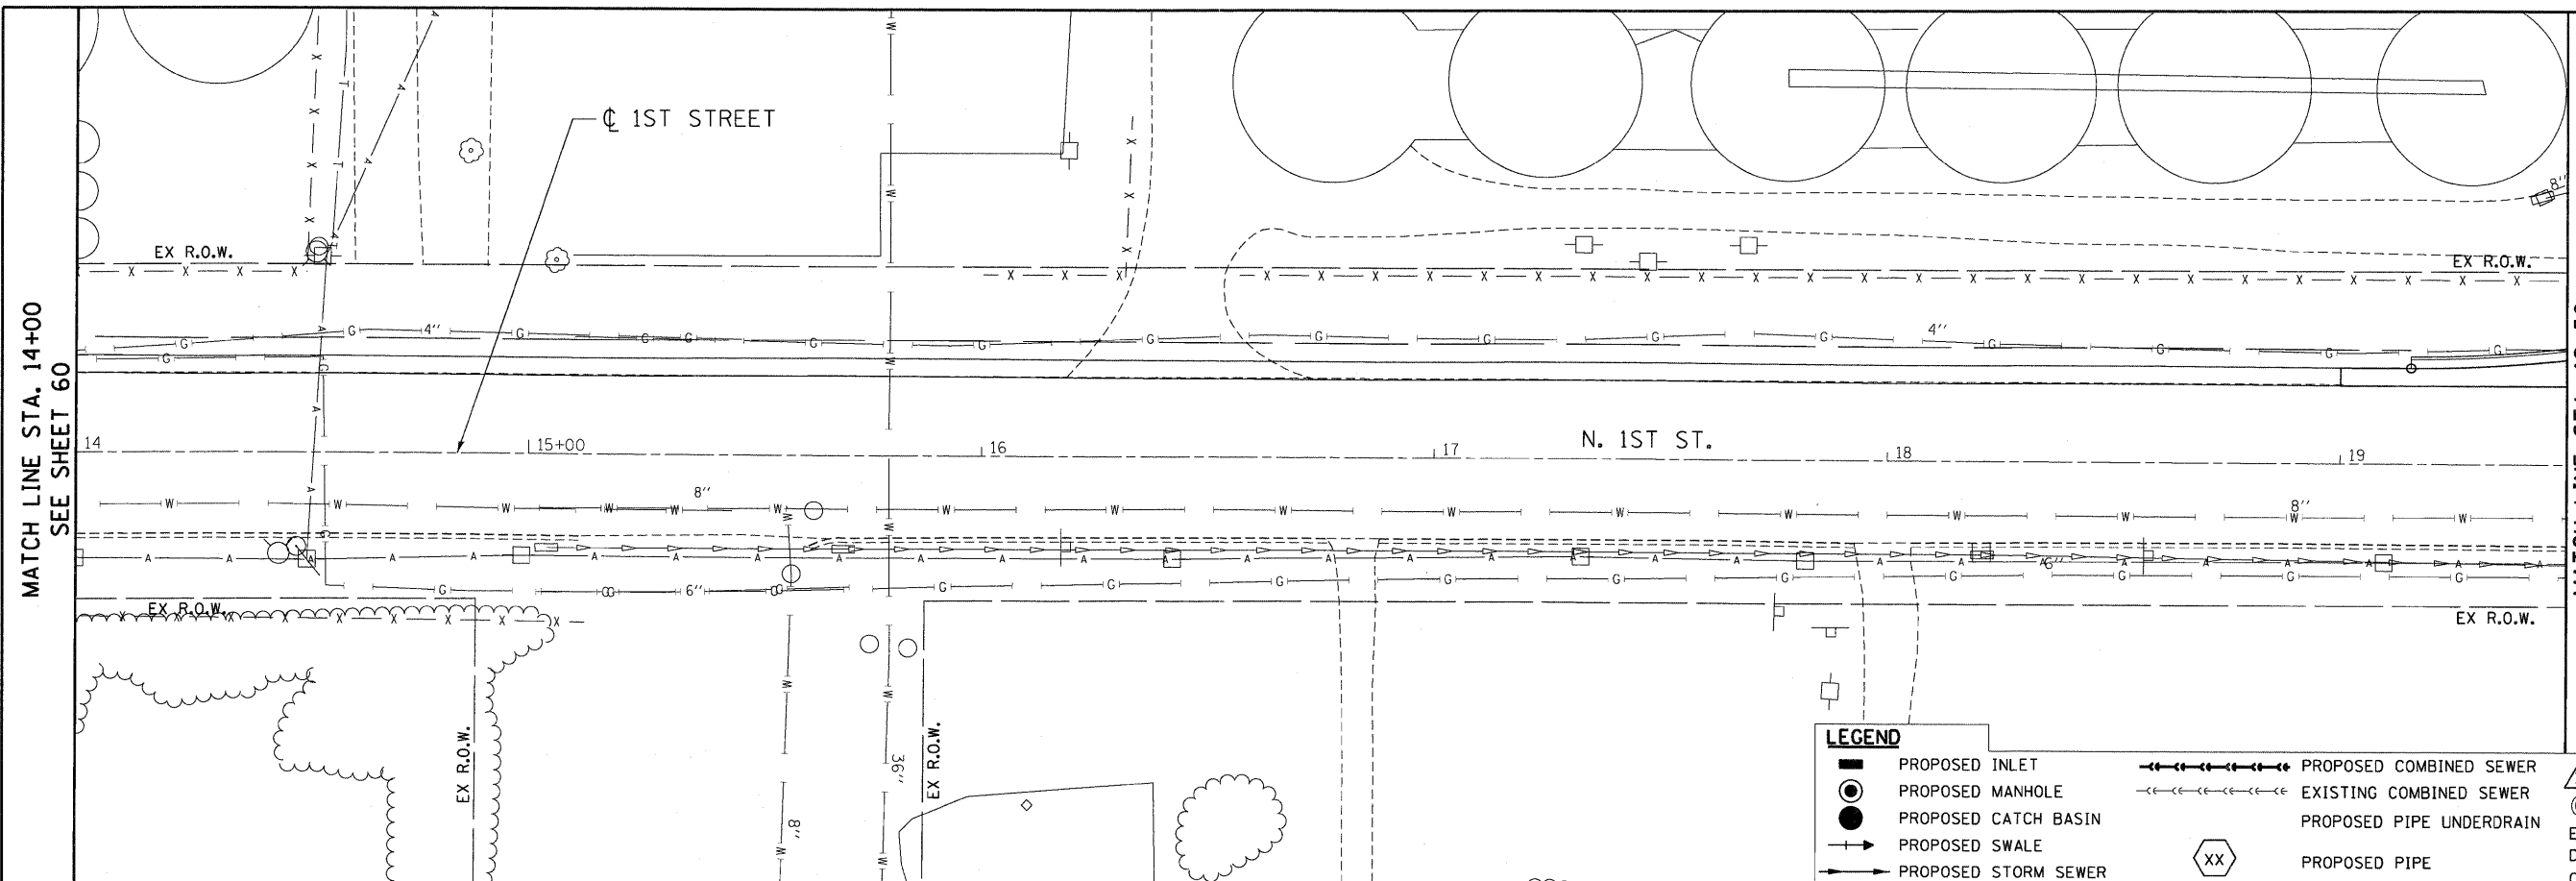 MATCH LINE STA. 14+00
SEE SHEET 60
℄ 1ST STREET
EX R.O.W.
8''
EX R.O.W.
4''
4''
14
15+00
16
17
18
19
N. 1ST ST.
8''
8''
6''
6''
EX R.O.W.
EX R.O.W.
EX R.O.W.
EX R.O.W.
36''
8''
LEGEND
PROPOSED INLET
PROPOSED MANHOLE
PROPOSED CATCH BASIN
PROPOSED SWALE
PROPOSED STORM SEWER
PROPOSED COMBINED SEWER
EXISTING COMBINED SEWER
PROPOSED PIPE UNDERDRAIN
XX PROPOSED PIPE